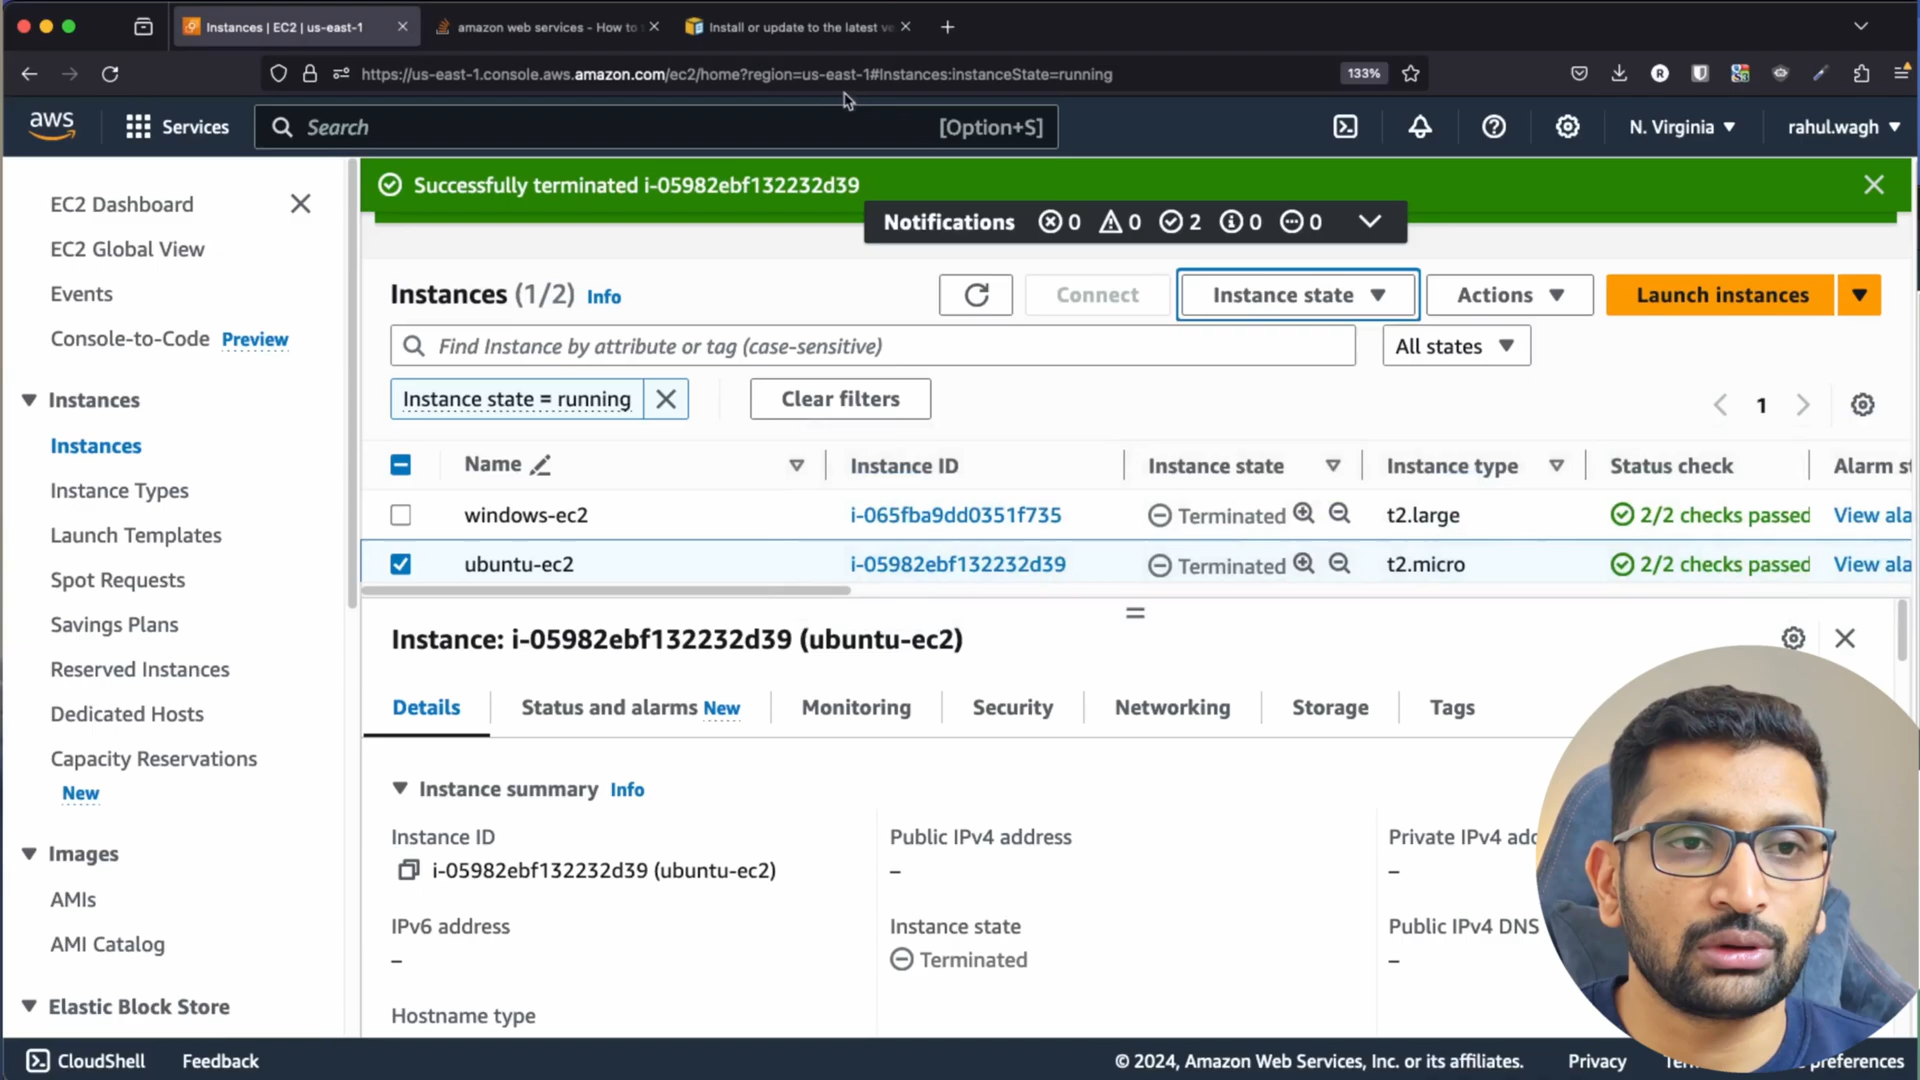 Instances | EC2 | us-east-1
amazon web services - How to
Install or update to the latest ve
https://us-east-1.console.aws.amazon.com/ec2/home?region=us-east-1#Instances:instanceState=running
133%
aws
Services
Search
[Option+S]
N. Virginia
rahul.wagh
EC2 Dashboard
EC2 Global View
Events
Console-to-Code Preview
Instances
Instances
Instance Types
Launch Templates
Spot Requests
Savings Plans
Reserved Instances
Dedicated Hosts
Capacity Reservations
New
Images
AMIs
AMI Catalog
Elastic Block Store
Successfully terminated i-05982ebf132232d39
Notifications 0 0 2 0 0
Instances (1/2) Info
Connect
Instance state
Actions
Launch instances
Find Instance by attribute or tag (case-sensitive)
All states
Instance state = running
Clear filters
1
Name Instance ID Instance state Instance type Status check Alarm st
windows-ec2 i-065fba9dd0351f735 Terminated t2.large 2/2 checks passed View ala
ubuntu-ec2 i-05982ebf132232d39 Terminated t2.micro 2/2 checks passed View ala
Instance: i-05982ebf132232d39 (ubuntu-ec2)
Details Status and alarms New Monitoring Security Networking Storage Tags
Instance summary Info
Instance ID
i-05982ebf132232d39 (ubuntu-ec2)
Public IPv4 address
–
Private IPv4 add
–
IPv6 address
–
Instance state
Terminated
Public IPv4 DNS
–
Hostname type
CloudShell Feedback
© 2024, Amazon Web Services, Inc. or its affiliates. Privacy preferences